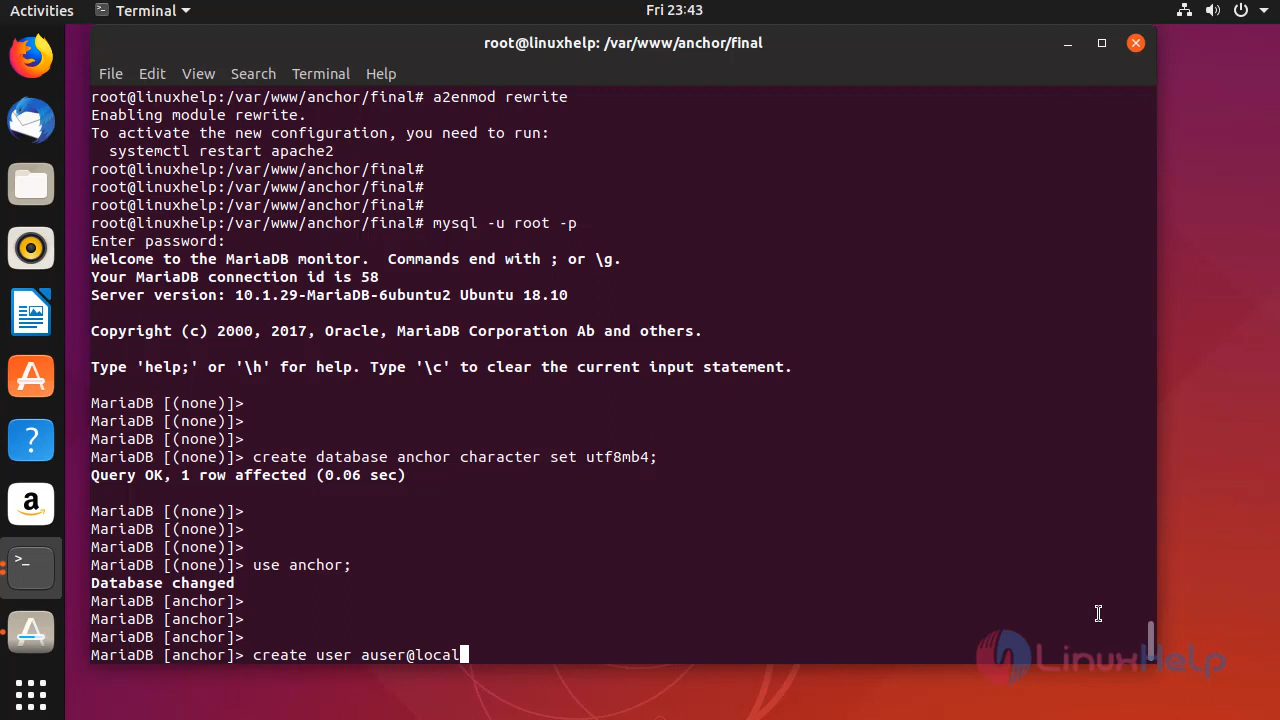 Activities
Terminal
Fri 23:43
root@linuxhelp: /var/www/anchor/final
File Edit View Search Terminal Help
root@linuxhelp:/var/www/anchor/final# a2enmod rewrite
Enabling module rewrite.
To activate the new configuration, you need to run:
  systemctl restart apache2
root@linuxhelp:/var/www/anchor/final#
root@linuxhelp:/var/www/anchor/final#
root@linuxhelp:/var/www/anchor/final#
root@linuxhelp:/var/www/anchor/final# mysql -u root -p
Enter password:
Welcome to the MariaDB monitor.  Commands end with ; or \g.
Your MariaDB connection id is 58
Server version: 10.1.29-MariaDB-6ubuntu2 Ubuntu 18.10
Copyright (c) 2000, 2017, Oracle, MariaDB Corporation Ab and others.
Type 'help;' or '\h' for help. Type '\c' to clear the current input statement.
MariaDB [(none)]>
MariaDB [(none)]>
MariaDB [(none)]>
MariaDB [(none)]> create database anchor character set utf8mb4;
Query OK, 1 row affected (0.06 sec)
MariaDB [(none)]>
MariaDB [(none)]>
MariaDB [(none)]>
MariaDB [(none)]> use anchor;
Database changed
MariaDB [anchor]>
MariaDB [anchor]>
MariaDB [anchor]>
MariaDB [anchor]> create user auser@local
LinuxHelp